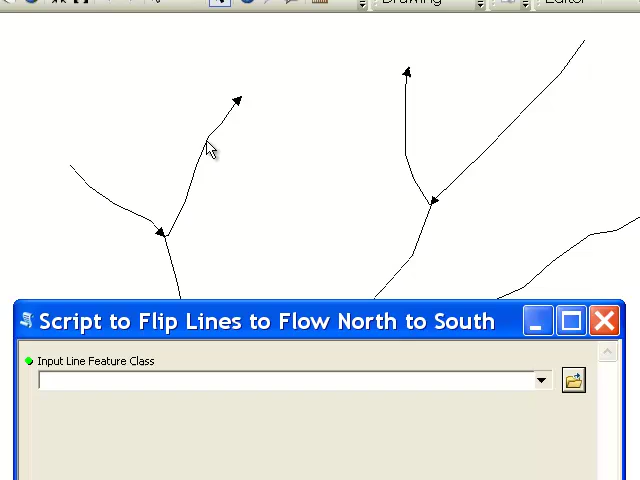 Drawing
Editor
Script to Flip Lines to Flow North to South
Input Line Feature Class